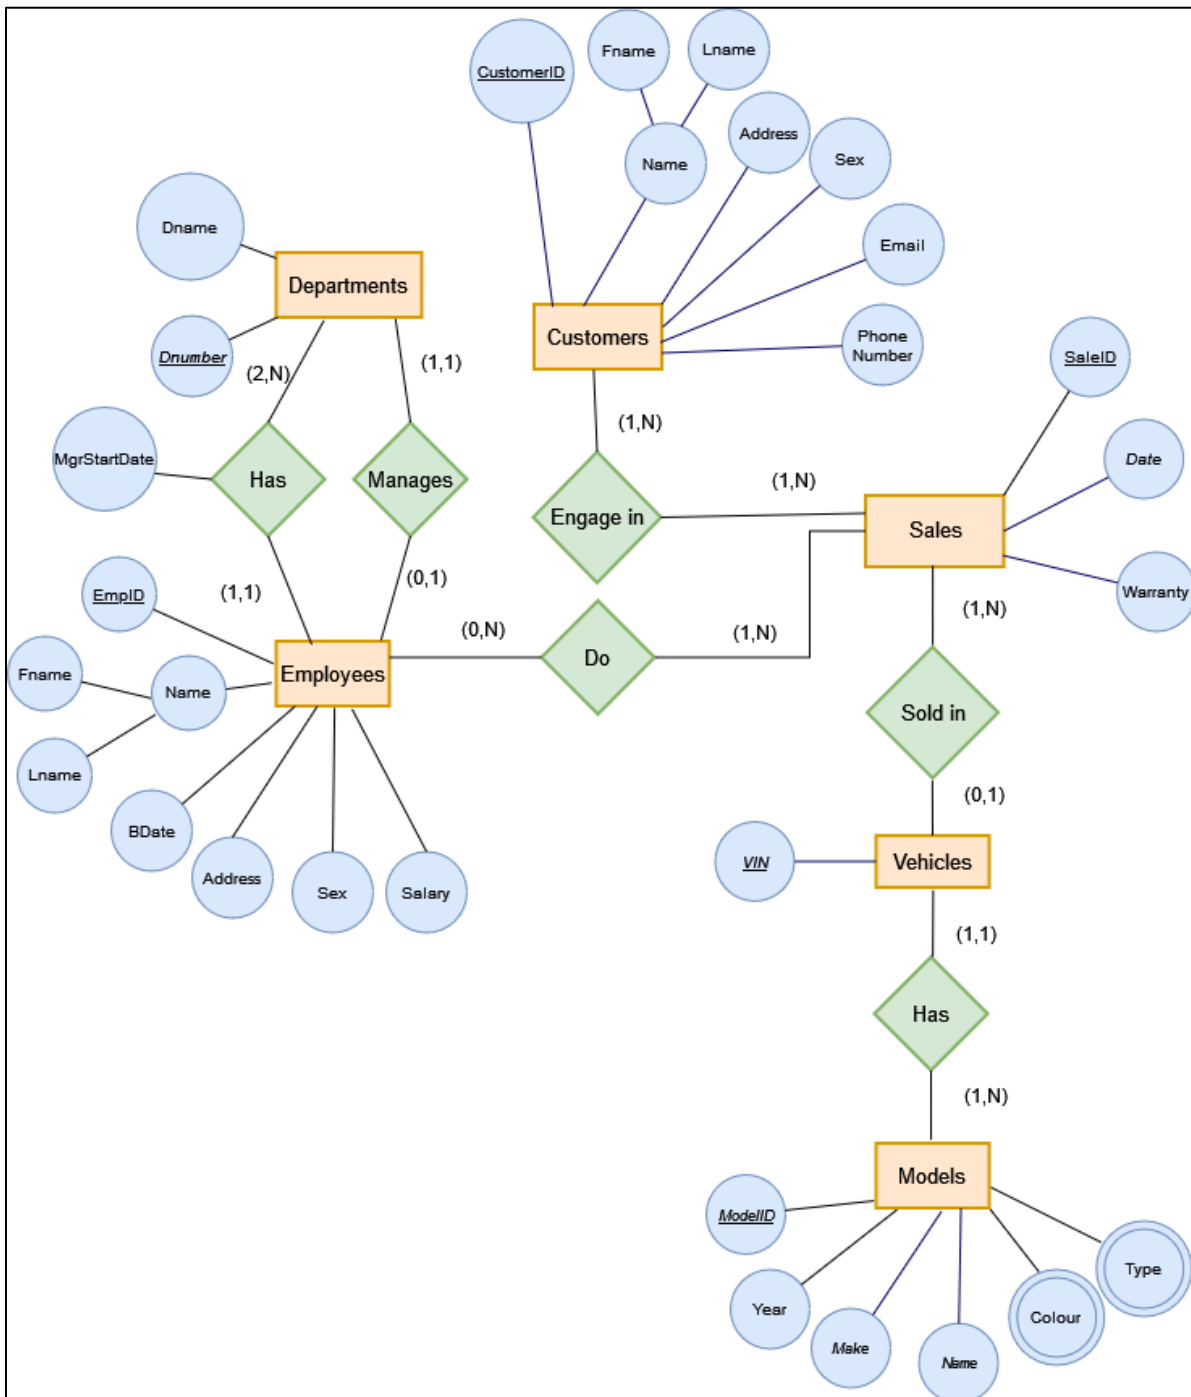 Fname
Lname
CustomerID
Address
Name
Sex
Dname
Email
Departments
Customers
Phone
Number
Dnumber
SaleID
(2,N)
(1,1)
(1,N)
MgrStartDate
Has
Manages
Date
(1,N)
Engage in
Sales
(1,1)
(0,1)
EmpID
Warranty
(1,N)
(0,N)
(1,N)
Do
Fname
Name
Employees
Sold in
Lname
(0,1)
BDate
Address
Sex
Salary
VIN
Vehicles
(1,1)
Has
(1,N)
Models
ModelID
Type
Year
Colour
Make
Name